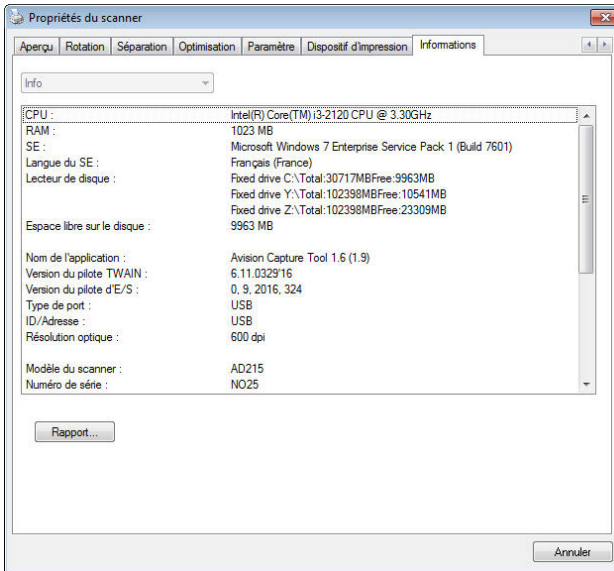 Propriétés du scanner
Aperçu Rotation Séparation Optimisation Paramètre Dispositif d'impression Informations
Info
CPU : Intel(R) Core(TM) i3-2120 CPU @ 3.30GHz
RAM : 1023 MB
SE : Microsoft Windows 7 Enterprise Service Pack 1 (Build 7601)
Langue du SE : Français (France)
Lecteur de disque : Fixed drive C:\Total:30717MBFree:9963MB
Fixed drive Y:\Total:102398MBFree:10541MB
Fixed drive Z:\Total:102398MBFree:23309MB
Espace libre sur le disque : 9963 MB
Nom de l'application : Avision Capture Tool 1.6 (1.9)
Version du pilote TWAIN : 6.11.0329'16
Version du pilote d'E/S : 0, 9, 2016, 324
Type de port : USB
ID/Adresse : USB
Résolution optique : 600 dpi
Modèle du scanner : AD215
Numéro de série : NO25
Rapport...
Annuler